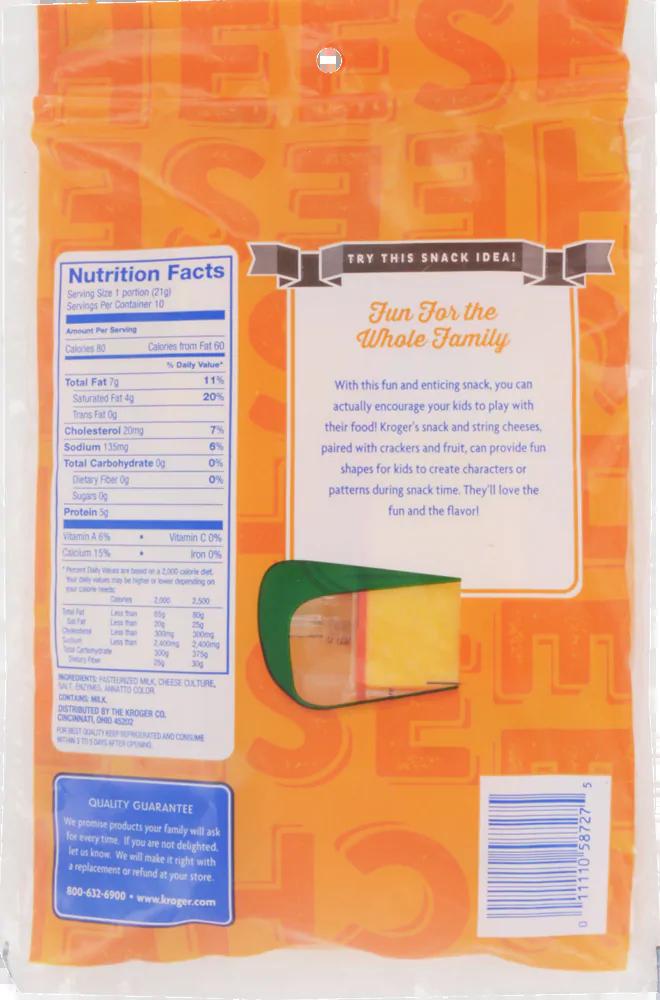 CHEESE
CHEESE
Nutrition Facts
Serving Size 1 portion (21g)
Servings Per Container 10
Amount Per Serving
Calories 80 Calories from Fat 60
% Daily Value*
Total Fat 7g 11%
Saturated Fat 4g 20%
Trans Fat 0g
Cholesterol 20mg 7%
Sodium 135mg 6%
Total Carbohydrate 0g 0%
Dietary Fiber 0g 0%
Sugars 0g
Protein 5g
Vitamin A 6% • Vitamin C 0%
Calcium 15% • Iron 0%
* Percent Daily Values are based on a 2,000 calorie diet.
Your daily values may be higher or lower depending on
your calorie needs:
Calories 2,000 2,500
Total Fat Less than 65g 80g
Sat Fat Less than 20g 25g
Cholesterol Less than 300mg 300mg
Sodium Less than 2,400mg 2,400mg
Total Carbohydrate 300g 375g
Dietary Fiber 25g 30g
INGREDIENTS: PASTEURIZED MILK, CHEESE CULTURE,
SALT, ENZYMES, ANNATTO COLOR.
CONTAINS: MILK.
DISTRIBUTED BY THE KROGER CO.
CINCINNATI, OHIO 45202
FOR BEST QUALITY KEEP REFRIGERATED AND CONSUME
WITHIN 3 TO 5 DAYS AFTER OPENING.
TRY THIS SNACK IDEA!
Fun For the
Whole Family
With this fun and enticing snack, you can
actually encourage your kids to play with
their food! Kroger's snack and string cheeses,
paired with crackers and fruit, can provide fun
shapes for kids to create characters or
patterns during snack time. They'll love the
fun and the flavor!
QUALITY GUARANTEE
We promise products your family will ask
for every time. If you are not delighted,
let us know. We will make it right with
a replacement or refund at your store.
800-632-6900 • www.kroger.com
0 11110 58727 5